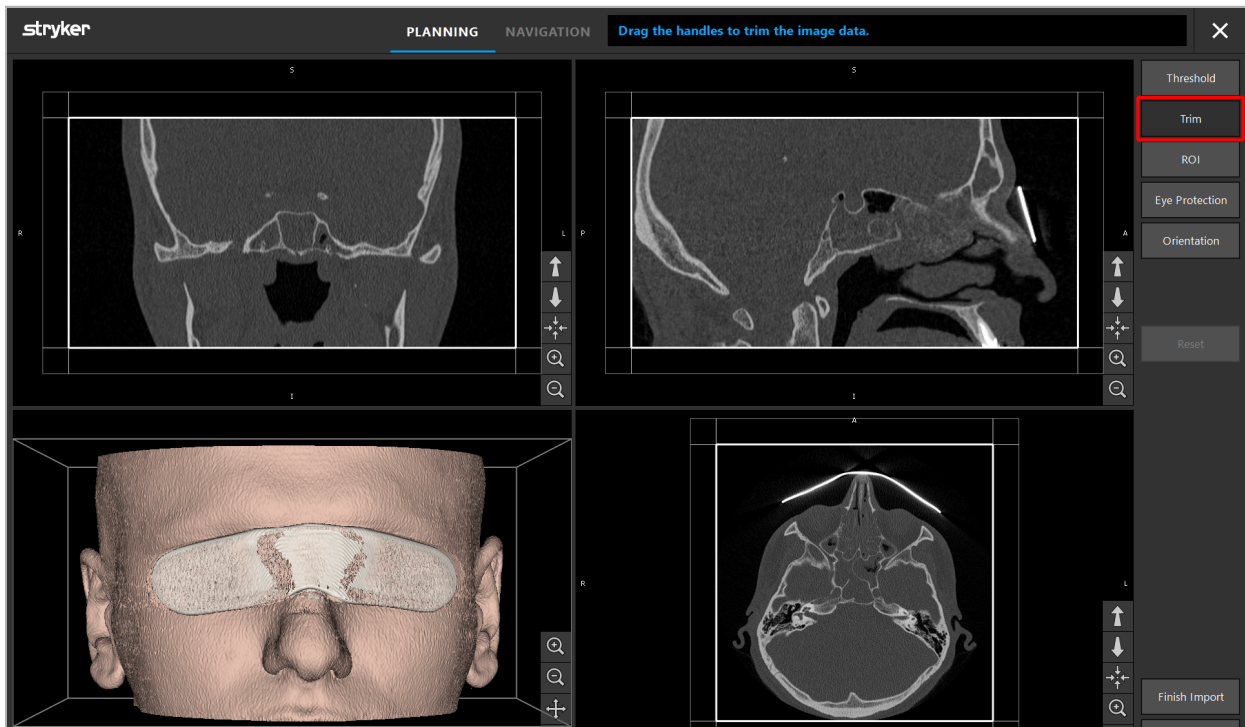 stryker
PLANNING NAVIGATION Drag the handles to trim the image data.
S
R
L
I
S
P
A
I
A
R
L
Threshold
Trim
ROI
Eye Protection
Orientation
Reset
Finish Import